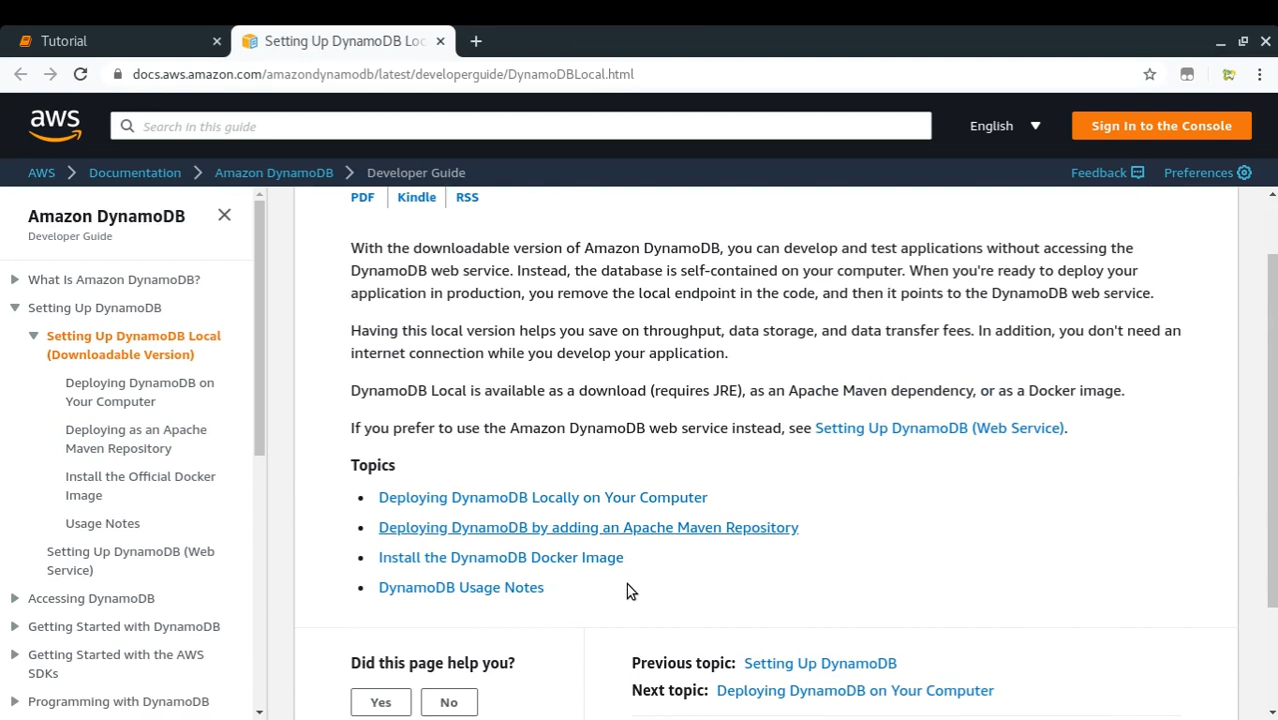 Tutorial
Setting Up DynamoDB Loc
docs.aws.amazon.com/amazondynamodb/latest/developerguide/DynamoDBLocal.html
aws
Search in this guide
English
Sign In to the Console
AWS
Documentation
Amazon DynamoDB
Developer Guide
Feedback
Preferences
Amazon DynamoDB
Developer Guide
What Is Amazon DynamoDB?
Setting Up DynamoDB
Setting Up DynamoDB Local
(Downloadable Version)
Deploying DynamoDB on
Your Computer
Deploying as an Apache
Maven Repository
Install the Official Docker
Image
Usage Notes
Setting Up DynamoDB (Web
Service)
Accessing DynamoDB
Getting Started with DynamoDB
Getting Started with the AWS
SDKs
Programming with DynamoDB
PDF
Kindle
RSS
With the downloadable version of Amazon DynamoDB, you can develop and test applications without accessing the
DynamoDB web service. Instead, the database is self-contained on your computer. When you're ready to deploy your
application in production, you remove the local endpoint in the code, and then it points to the DynamoDB web service.
Having this local version helps you save on throughput, data storage, and data transfer fees. In addition, you don't need an
internet connection while you develop your application.
DynamoDB Local is available as a download (requires JRE), as an Apache Maven dependency, or as a Docker image.
If you prefer to use the Amazon DynamoDB web service instead, see Setting Up DynamoDB (Web Service).
Topics
• Deploying DynamoDB Locally on Your Computer
• Deploying DynamoDB by adding an Apache Maven Repository
• Install the DynamoDB Docker Image
• DynamoDB Usage Notes
Did this page help you?
Yes
No
Previous topic: Setting Up DynamoDB
Next topic: Deploying DynamoDB on Your Computer